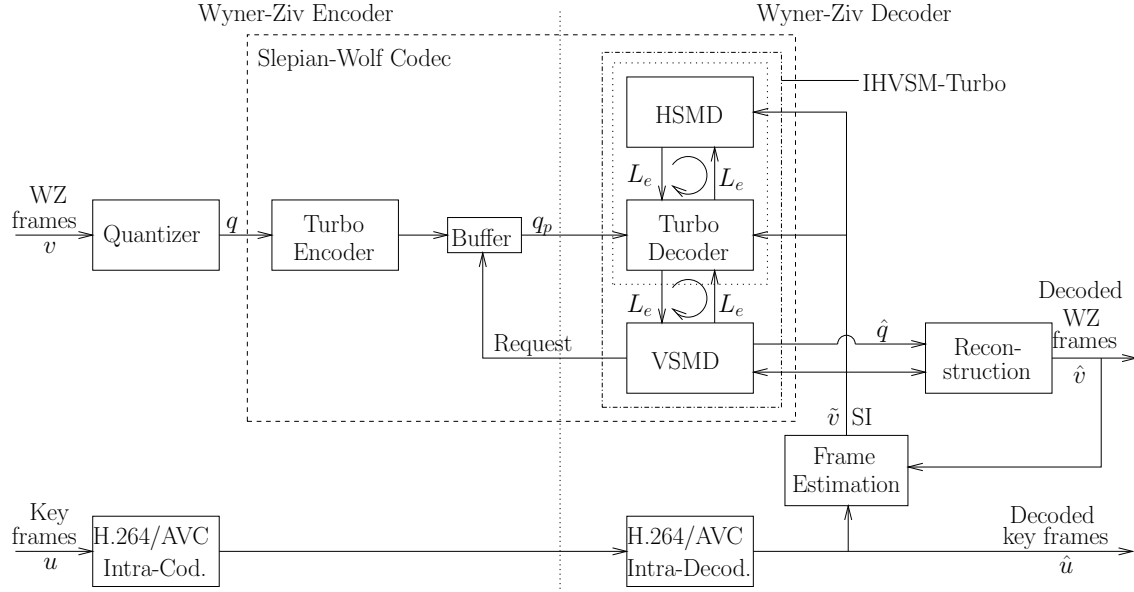 Wyner-Ziv Encoder
Wyner-Ziv Decoder
Slepian-Wolf Codec
IHVSM-Turbo
HSMD
L_e
L_e
WZ
frames
v
Quantizer
q
Turbo
Encoder
Buffer
q_p
Turbo
Decoder
L_e
L_e
Request
VSMD
q̂
Recon-
struction
Decoded
WZ
frames
v̂
ṽ SI
Frame
Estimation
Key
frames
u
H.264/AVC
Intra-Cod.
H.264/AVC
Intra-Decod.
Decoded
key frames
û